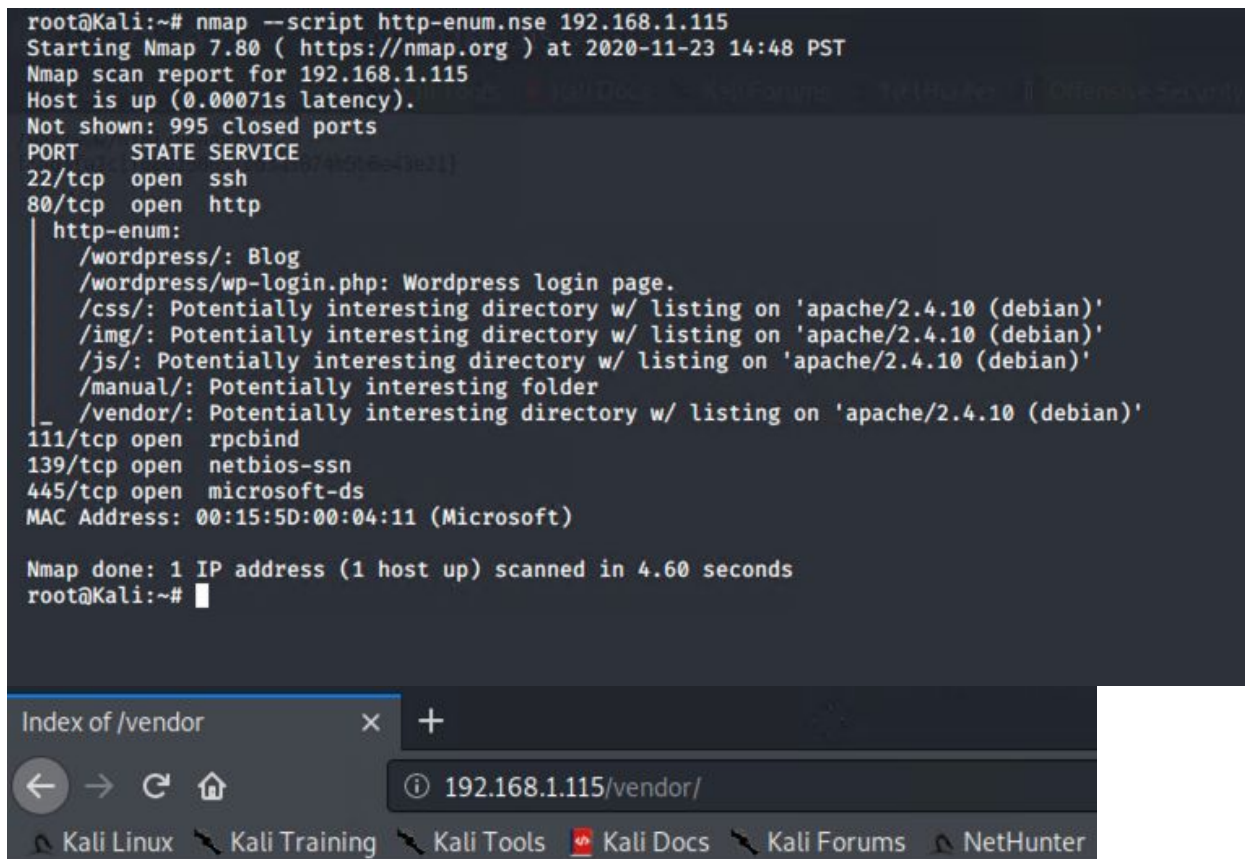 root@Kali:~# nmap --script http-enum.nse 192.168.1.115
Starting Nmap 7.80 ( https://nmap.org ) at 2020-11-23 14:48 PST
Nmap scan report for 192.168.1.115
Host is up (0.00071s latency).
Not shown: 995 closed ports
PORT    STATE SERVICE
22/tcp  open  ssh
80/tcp  open  http
| http-enum:
|   /wordpress/: Blog
|   /wordpress/wp-login.php: Wordpress login page.
|   /css/: Potentially interesting directory w/ listing on 'apache/2.4.10 (debian)'
|   /img/: Potentially interesting directory w/ listing on 'apache/2.4.10 (debian)'
|   /js/: Potentially interesting directory w/ listing on 'apache/2.4.10 (debian)'
|   /manual/: Potentially interesting folder
|_  /vendor/: Potentially interesting directory w/ listing on 'apache/2.4.10 (debian)'
111/tcp open  rpcbind
139/tcp open  netbios-ssn
445/tcp open  microsoft-ds
MAC Address: 00:15:5D:00:04:11 (Microsoft)
Nmap done: 1 IP address (1 host up) scanned in 4.60 seconds
root@Kali:~#
Index of /vendor
192.168.1.115/vendor/
Kali Linux Kali Training Kali Tools Kali Docs Kali Forums NetHunter